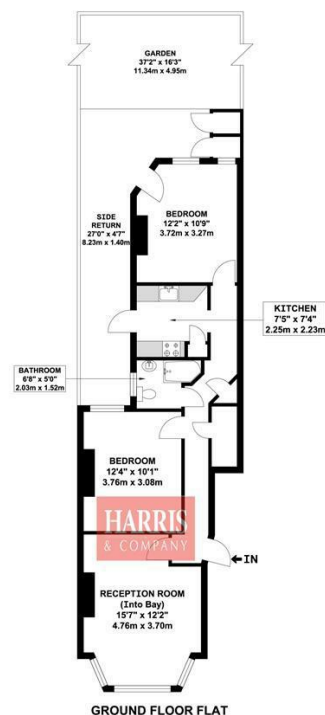 GARDEN
37'2" x 16'3"
11.34m x 4.95m
BEDROOM
12'2" x 10'9"
3.72m x 3.27m
SIDE
RETURN
27'0" x 4'7"
8.23m x 1.40m
KITCHEN
7'5" x 7'4"
2.25m x 2.23m
BATHROOM
6'8" x 5'0"
2.03m x 1.52m
BEDROOM
12'4" x 10'1"
3.76m x 3.08m
HARRIS
& COMPANY
IN
RECEPTION ROOM
(Into Bay)
15'7" x 12'2"
4.76m x 3.70m
GROUND FLOOR FLAT